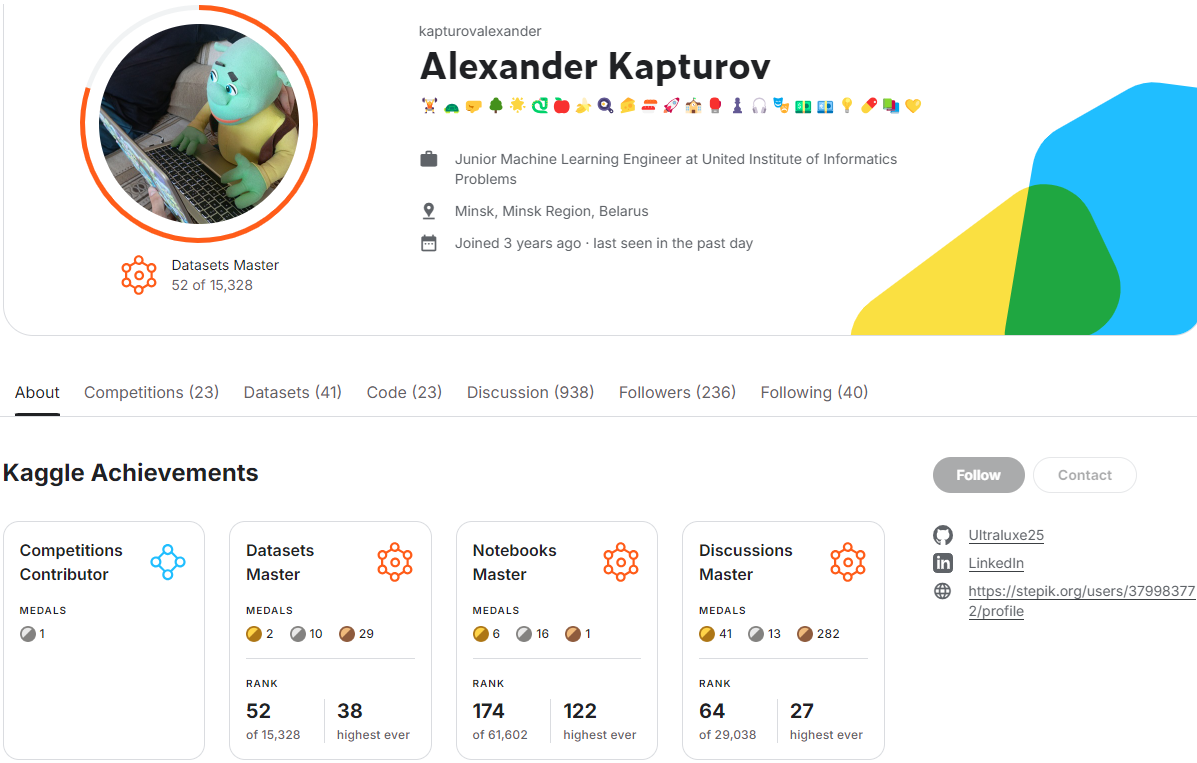 kapturovalexander
Alexander Kapturov
Junior Machine Learning Engineer at United Institute of Informatics
Problems
Minsk, Minsk Region, Belarus
Joined 3 years ago · last seen in the past day
Datasets Master
52 of 15,328
About Competitions (23) Datasets (41) Code (23) Discussion (938) Followers (236) Following (40)
Kaggle Achievements
Follow Contact
Competitions
Contributor
MEDALS
1
Datasets
Master
MEDALS
2 10 29
RANK
52 38
of 15,328 highest ever
Notebooks
Master
MEDALS
6 16 1
RANK
174 122
of 61,602 highest ever
Discussions
Master
MEDALS
41 13 282
RANK
64 27
of 29,038 highest ever
Ultraluxe25
in LinkedIn
https://stepik.org/users/37998377
2/profile